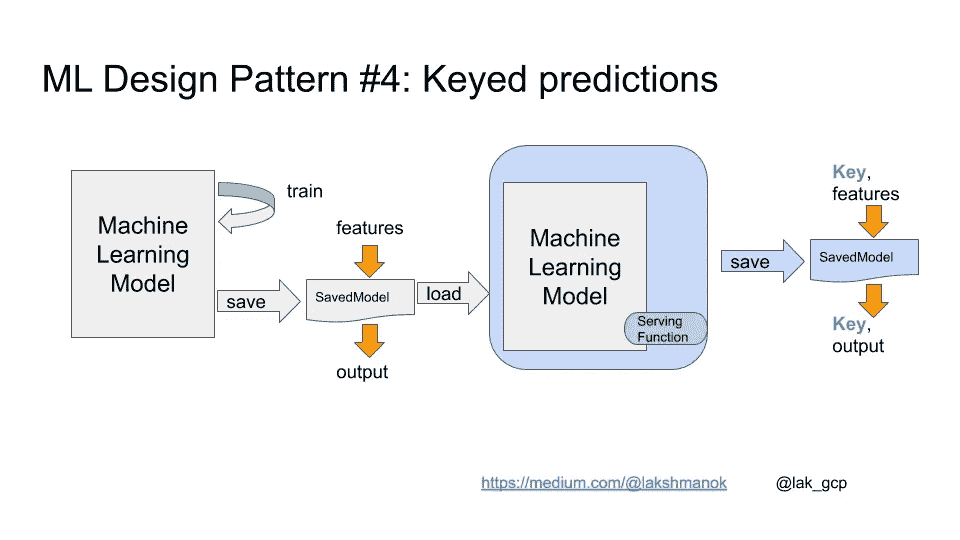 ML Design Pattern #4: Keyed predictions
Machine
Learning
Model
train
save
features
SavedModel
output
load
Machine
Learning
Model
Serving
Function
save
Key,
features
SavedModel
Key,
output
https://medium.com/@lakshmanok
@lak_gcp